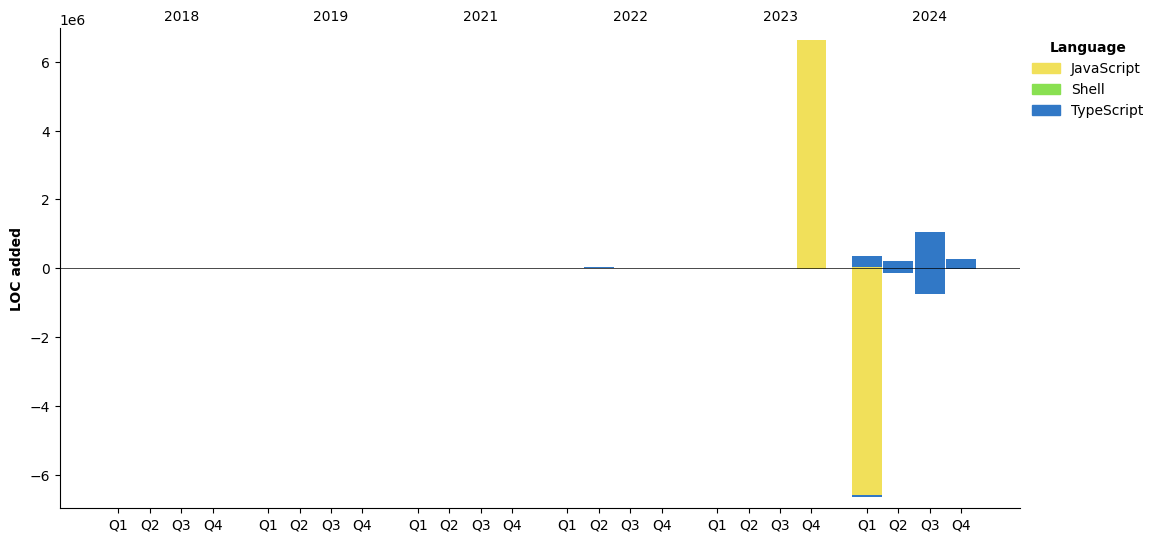 1e6
2018 2019 2021 2022 2023 2024
Language
JavaScript
Shell
TypeScript
6
4
2
0
−2
−4
−6
LOC added
Q1 Q2 Q3 Q4 Q1 Q2 Q3 Q4 Q1 Q2 Q3 Q4 Q1 Q2 Q3 Q4 Q1 Q2 Q3 Q4 Q1 Q2 Q3 Q4